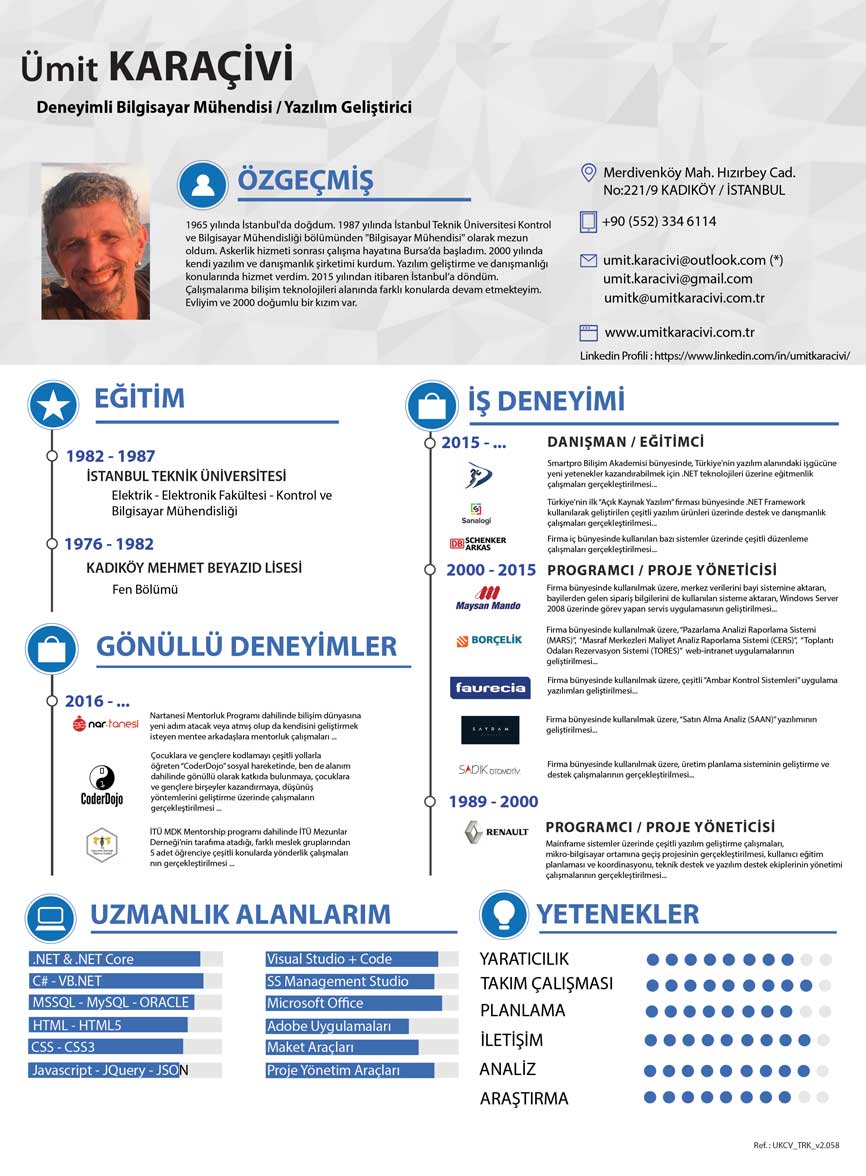 Ümit KARAÇİVİ
Deneyimli Bilgisayar Mühendisi / Yazılım Geliştirici
ÖZGEÇMİŞ
1965 yılında İstanbul'da doğdum. 1987 yılında İstanbul Teknik Üniversitesi Kontrol
ve Bilgisayar Mühendisliği bölümünden "Bilgisayar Mühendisi" olarak mezun
oldum. Askerlik hizmeti sonrası çalışma hayatına Bursa'da başladım. 2000 yılında
kendi yazılım ve danışmanlık şirketimi kurdum. Yazılım geliştirme ve danışmanlığı
konularında hizmet verdim. 2015 yılından itibaren İstanbul'a döndüm.
Çalışmalarıma bilişim teknolojileri alanında farklı konularda devam etmekteyim.
Evliyim ve 2000 doğumlu bir kızım var.
Merdivenköy Mah. Hızırbey Cad.
No:221/9 KADIKÖY / İSTANBUL
+90 (552) 334 6114
umit.karacivi@outlook.com (*)
umit.karacivi@gmail.com
umitk@umitkaracivi.com.tr
www.umitkaracivi.com.tr
Linkedin Profili : https://www.linkedin.com/in/umitkaracivi/
EĞİTİM
1982 - 1987
İSTANBUL TEKNİK ÜNİVERSİTESİ
Elektrik - Elektronik Fakültesi - Kontrol ve
Bilgisayar Mühendisliği
1976 - 1982
KADIKÖY MEHMET BEYAZID LİSESİ
Fen Bölümü
GÖNÜLLÜ DENEYİMLER
2016 - ...
nar tanesi
Nartanesi Mentorluk Programı dahilinde bilişim dünyasına
yeni adım atacak veya atmış olup da kendisini geliştirmek
isteyen mentee arkadaşlara mentorluk çalışmaları ...
CoderDojo
Çocuklara ve gençlere kodlamayı çeşitli yollarla
öğreten "CoderDojo" sosyal hareketinde, ben de alanım
dahilinde gönüllü olarak katkıda bulunmaya, çocuklara
ve gençlere birşeyler kazandırmaya, düşünüş
yöntemlerini geliştirme üzerinde çalışmaların
gerçekleştirilmesi ...
İTÜ MDK Mentorship programı dahilinde İTÜ Mezunlar
Derneği'nin tarafıma atadığı, farklı meslek gruplarından
5 adet öğrenciye çeşitli konularda yönderlik çalışmaları
nın gerçekleştirilmesi ...
İŞ DENEYİMİ
2015 - ...
DANIŞMAN / EĞİTİMCİ
Smartpro Bilişim Akademisi bünyesinde, Türkiye'nin yazılım alanındaki işgücüne
yeni yetenekler kazandırabilmek için .NET teknolojileri üzerine eğitmenlik
çalışmaları gerçekleştirilmesi...
Sanalogi
Türkiye'nin ilk "Açık Kaynak Yazılım" firması bünyesinde .NET Framework
kullanılarak geliştirilen çeşitli yazılım ürünleri üzerinde destek ve danışmanlık
çalışmaları gerçekleştirilmesi...
DB SCHENKER
ARKAS
Firma iç bünyesinde kullanılan bazı sistemler üzerinde çeşitli düzenleme
çalışmaları gerçekleştirilmesi...
2000 - 2015
PROGRAMCI / PROJE YÖNETİCİSİ
Maysan Mando
Firma bünyesinde kullanılmak üzere, merkez verilerini bayi sistemine aktaran,
bayilerden gelen sipariş bilgilerini de kullanılan sisteme aktaran, Windows Server
2008 üzerinde görev yapan servis uygulamasının geliştirilmesi...
BORÇELİK
Firma bünyesinde kullanılmak üzere, "Pazarlama Analizi Raporlama Sistemi
(MARS)", "Masraf Merkezleri Maliyet Analiz Raporlama Sistemi (CERS)", "Toplantı
Odaları Rezervasyon Sistemi (TORES)" web-intranet uygulamalarının
geliştirilmesi...
faurecia
Firma bünyesinde kullanılmak üzere, çeşitli "Ambar Kontrol Sistemleri" uygulama
yazılımları geliştirilmesi...
SAYDAM
Firma bünyesinde kullanılmak üzere, "Satın Alma Analiz (SAAN)" yazılımının
geliştirilmesi...
SADIK OTOMOTİV
Firma bünyesinde kullanılmak üzere, üretim planlama sisteminin geliştirme ve
destek çalışmalarının gerçekleştirilmesi...
1989 - 2000
RENAULT
PROGRAMCI / PROJE YÖNETİCİSİ
Mainframe sistemler üzerinde çeşitli yazılım geliştirme çalışmaları,
mikro-bilgisayar ortamına geçiş projesinin gerçekleştirilmesi, kullanıcı eğitim
planlaması ve koordinasyonu, teknik destek ve yazılım destek ekiplerinin yönetimi
çalışmalarının gerçekleştirilmesi...
UZMANLIK ALANLARIM
.NET & .NET Core
C# - VB.NET
MSSQL - MySQL - ORACLE
HTML - HTML5
CSS - CSS3
Javascript - JQuery - JSON
Visual Studio + Code
SS Management Studio
Microsoft Office
Adobe Uygulamaları
Maket Araçları
Proje Yönetim Araçları
YETENEKLER
YARATICILIK
TAKIM ÇALIŞMASI
PLANLAMA
İLETİŞİM
ANALİZ
ARAŞTIRMA
Ref. : UKCV_TRK_v2.058